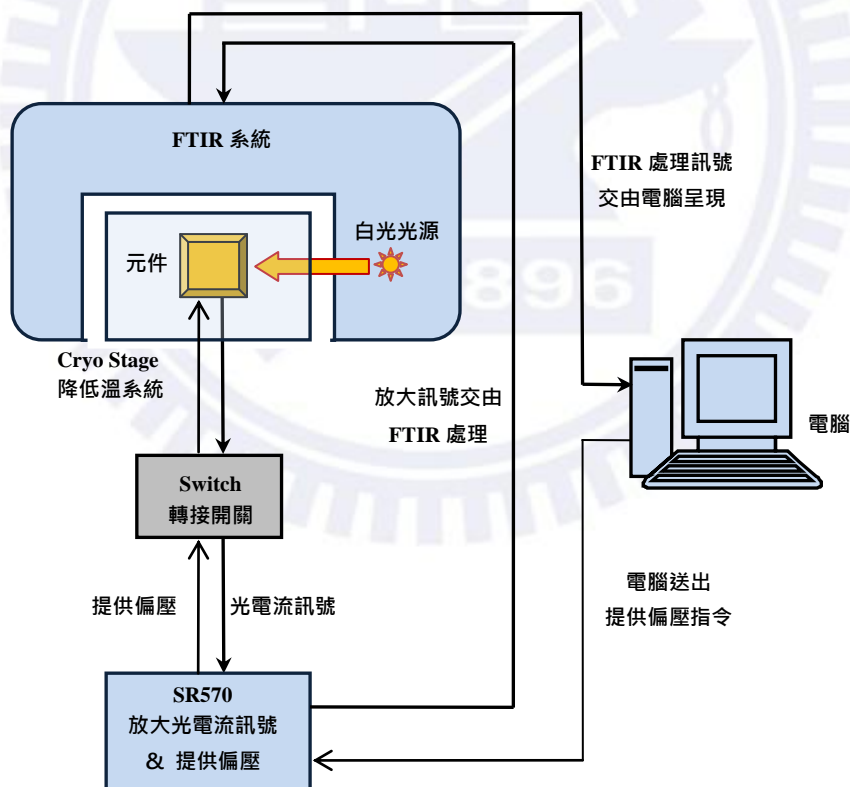 FTIR 系統
FTIR 處理訊號
交由電腦呈現
白光光源
元件
896
Cryo Stage
降低溫系統
放大訊號交由
FTIR 處理
電腦
Switch
轉接開關
提供偏壓
光電流訊號
電腦送出
提供偏壓指令
SR570
放大光電流訊號
& 提供偏壓